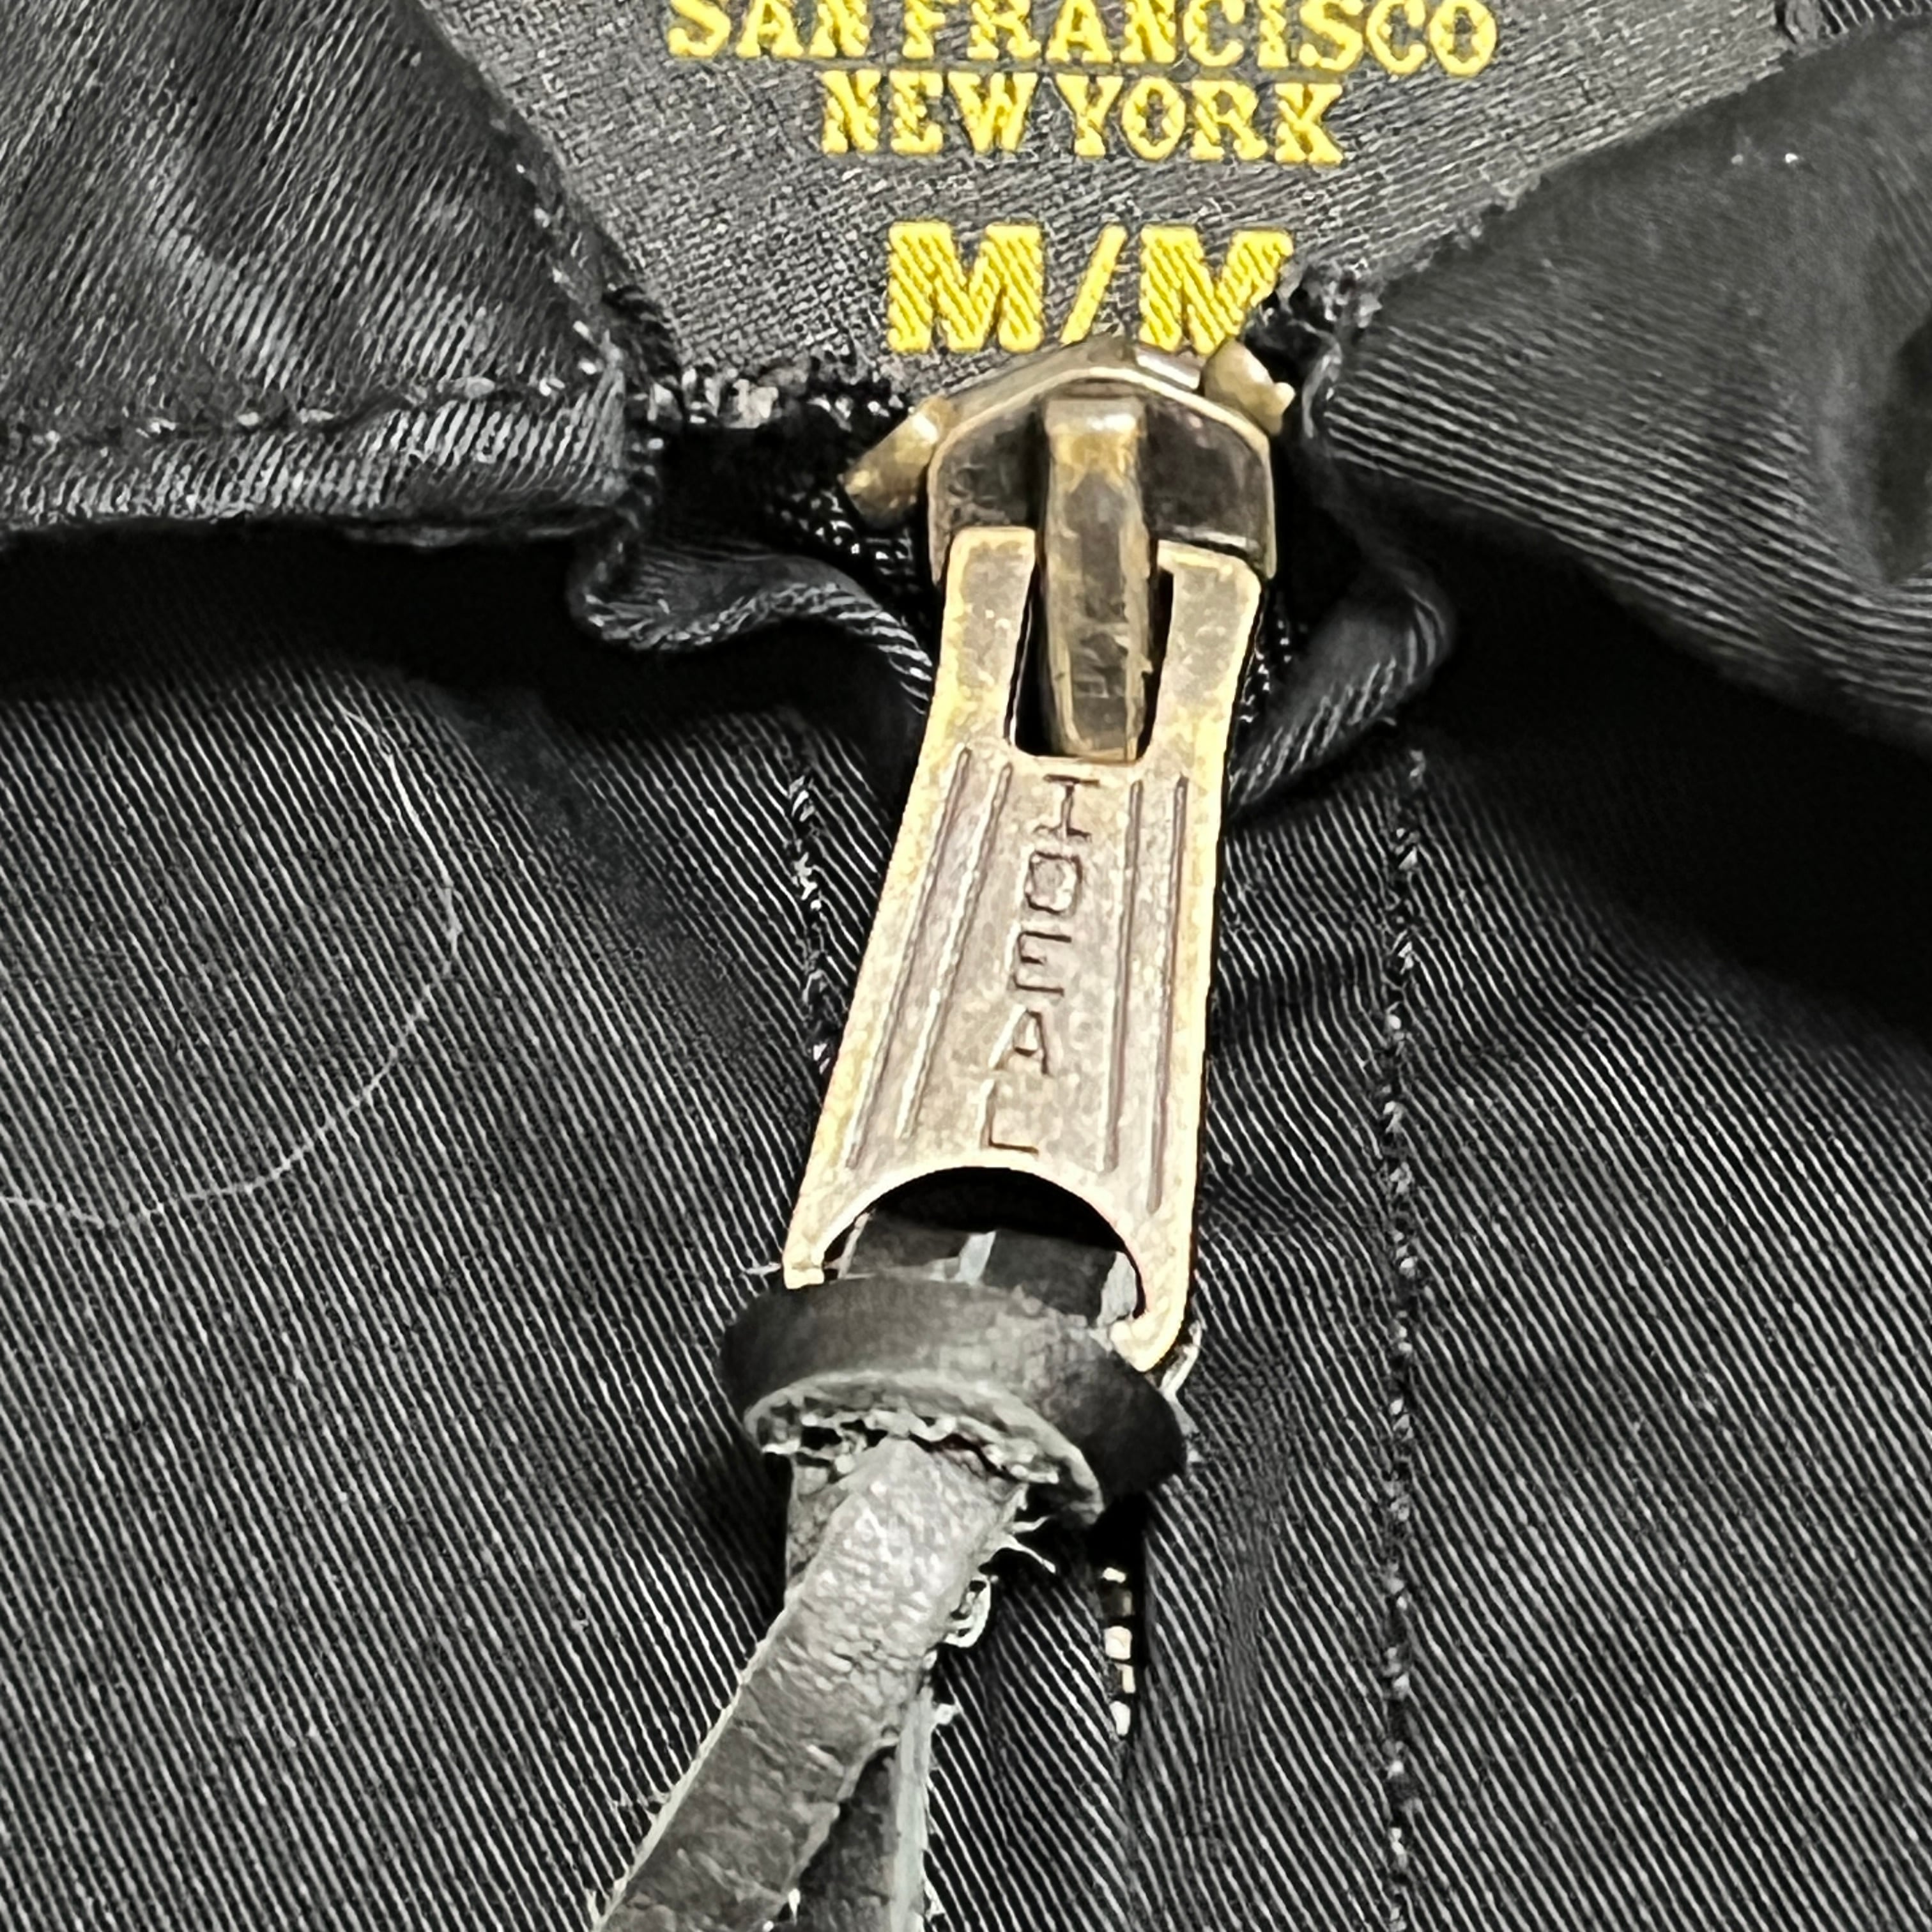 SAN FRANCISCO
NEW YORK
M/M
IDEAL